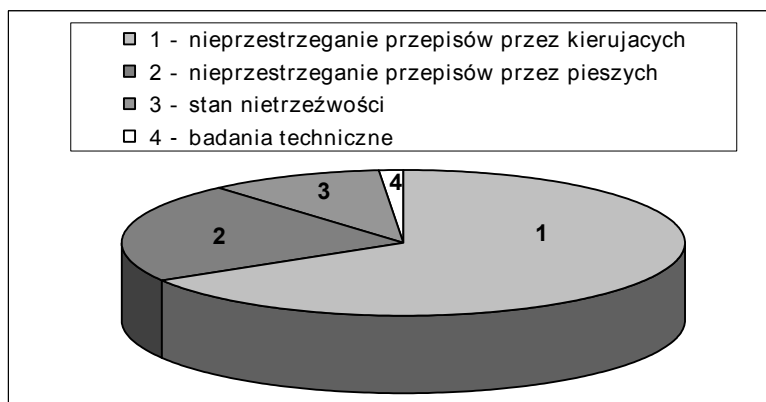 1 - nieprzestrzeganie przepisów przez kierujacych
2 - nieprzestrzeganie przepisów przez pieszych
3 - stan nietrzeźwości
4 - badania techniczne
4
3
2
1